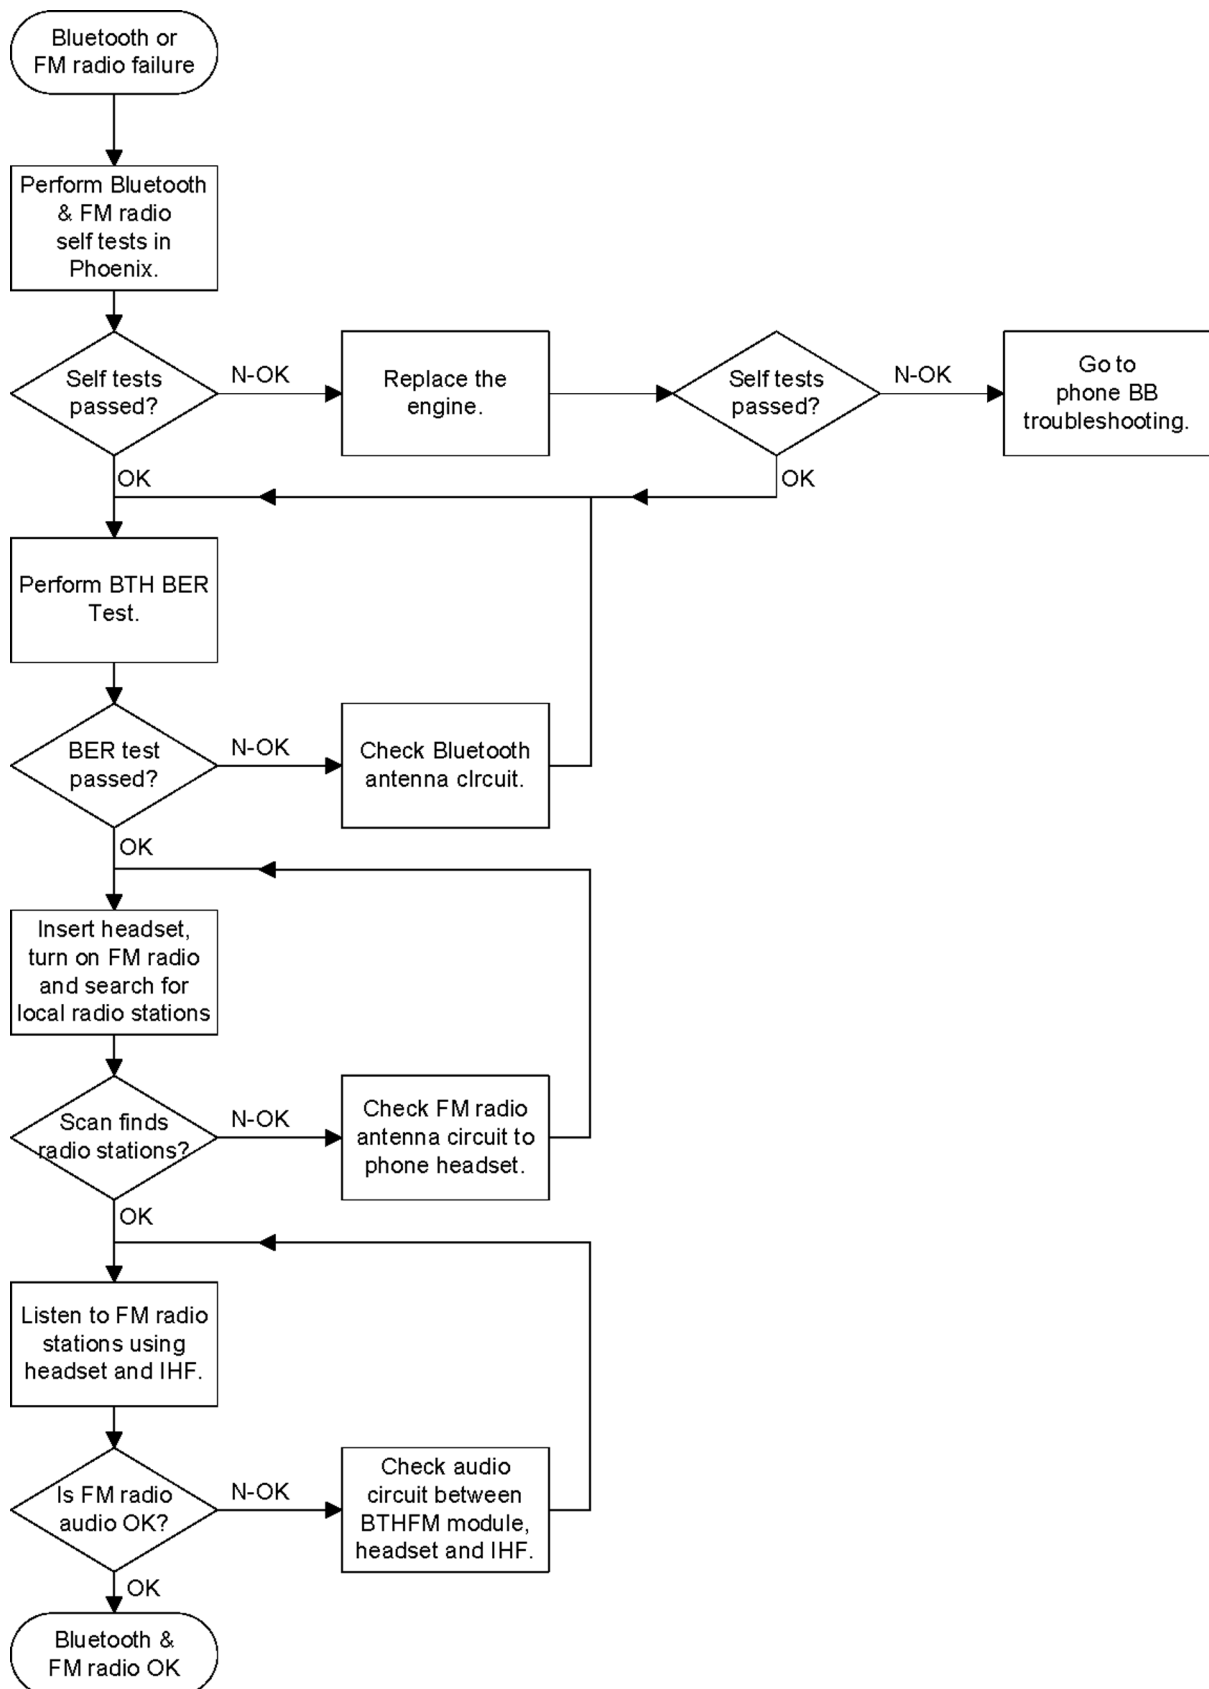 Bluetooth or
FM radio failure
Perform Bluetooth
& FM radio
self tests in
Phoenix.
Self tests
passed?
N-OK
Replace the
engine.
Self tests
passed?
N-OK
Go to
phone BB
troubleshooting.
OK
OK
Perform BTH BER
Test.
BER test
passed?
N-OK
Check Bluetooth
antenna cIrcuit.
OK
Insert headset,
turn on FM radio
and search for
local radio stations
Scan finds
radio stations?
N-OK
Check FM radio
antenna circuit to
phone headset.
OK
Listen to FM radio
stations using
headset and IHF.
Is FM radio
audio OK?
N-OK
Check audio
circuit between
BTHFM module,
headset and IHF.
OK
Bluetooth &
FM radio OK